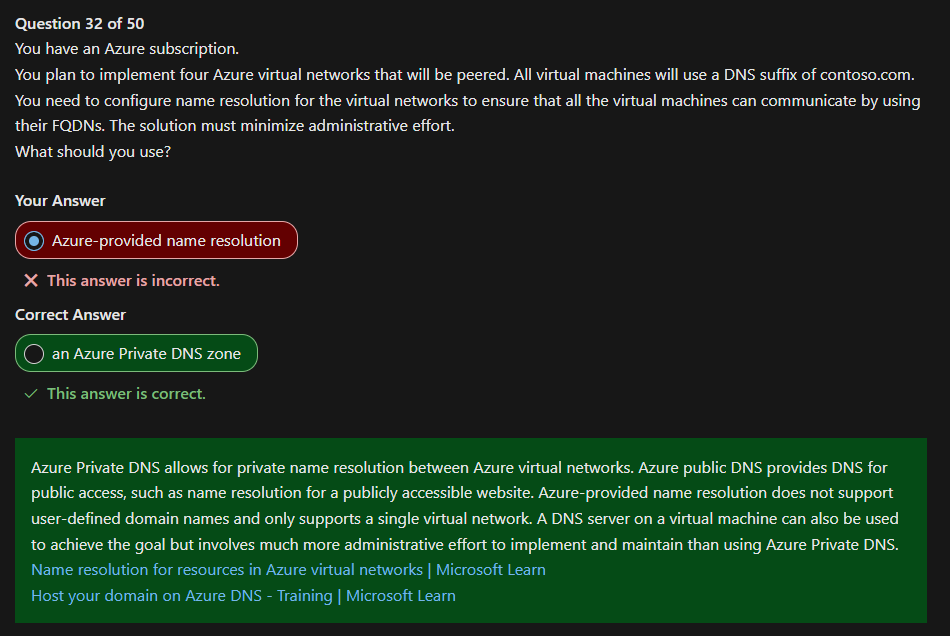 Question 32 of 50
You have an Azure subscription.
You plan to implement four Azure virtual networks that will be peered. All virtual machines will use a DNS suffix of contoso.com.
You need to configure name resolution for the virtual networks to ensure that all the virtual machines can communicate by using
their FQDNs. The solution must minimize administrative effort.
What should you use?
Your Answer
Azure-provided name resolution
This answer is incorrect.
Correct Answer
an Azure Private DNS zone
This answer is correct.
Azure Private DNS allows for private name resolution between Azure virtual networks. Azure public DNS provides DNS for
public access, such as name resolution for a publicly accessible website. Azure-provided name resolution does not support
user-defined domain names and only supports a single virtual network. A DNS server on a virtual machine can also be used
to achieve the goal but involves much more administrative effort to implement and maintain than using Azure Private DNS.
Name resolution for resources in Azure virtual networks | Microsoft Learn
Host your domain on Azure DNS - Training | Microsoft Learn